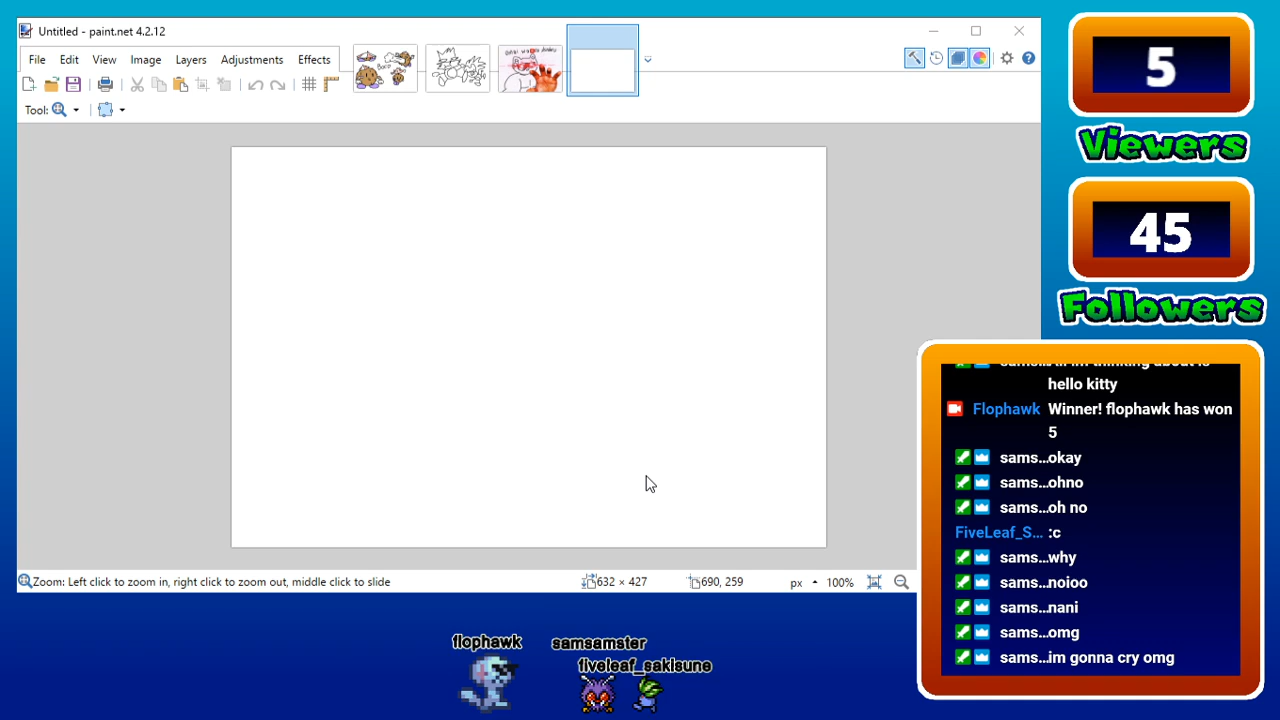 Untitled - paint.net 4.2.12
File Edit View Image Layers Adjustments Effects
Tool:
Zoom: Left click to zoom in, right click to zoom out, middle click to slide
632 × 427
690, 259
px
100%
5
Viewers
45
Followers
hello kitty
Flophawk Winner! flophawk has won
5
sams...okay
sams...ohno
sams...oh no
FiveLeaf_S... :c
sams...why
sams...noioo
sams...nani
sams...omg
sams...im gonna cry omg
flophawk
samsamster
fiveleaf_sakisune